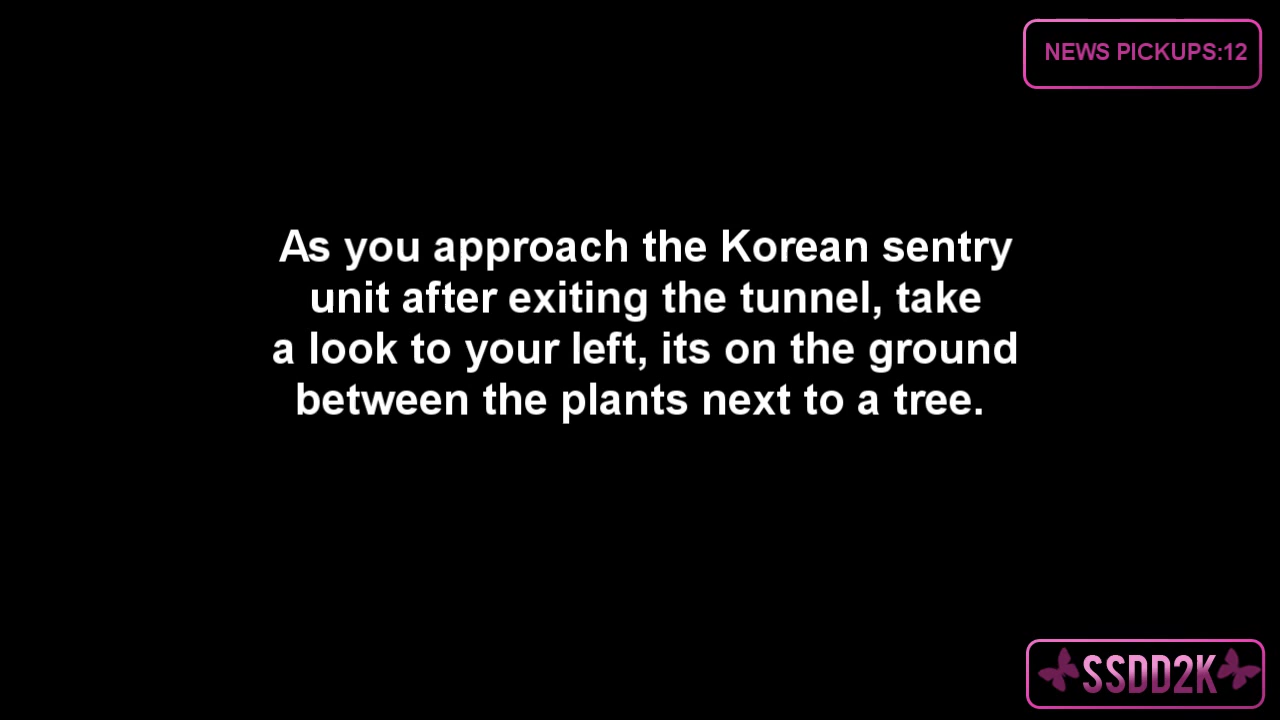 NEWS PICKUPS:12
As you approach the Korean sentry
unit after exiting the tunnel, take
a look to your left, its on the ground
between the plants next to a tree.
SSDD2K